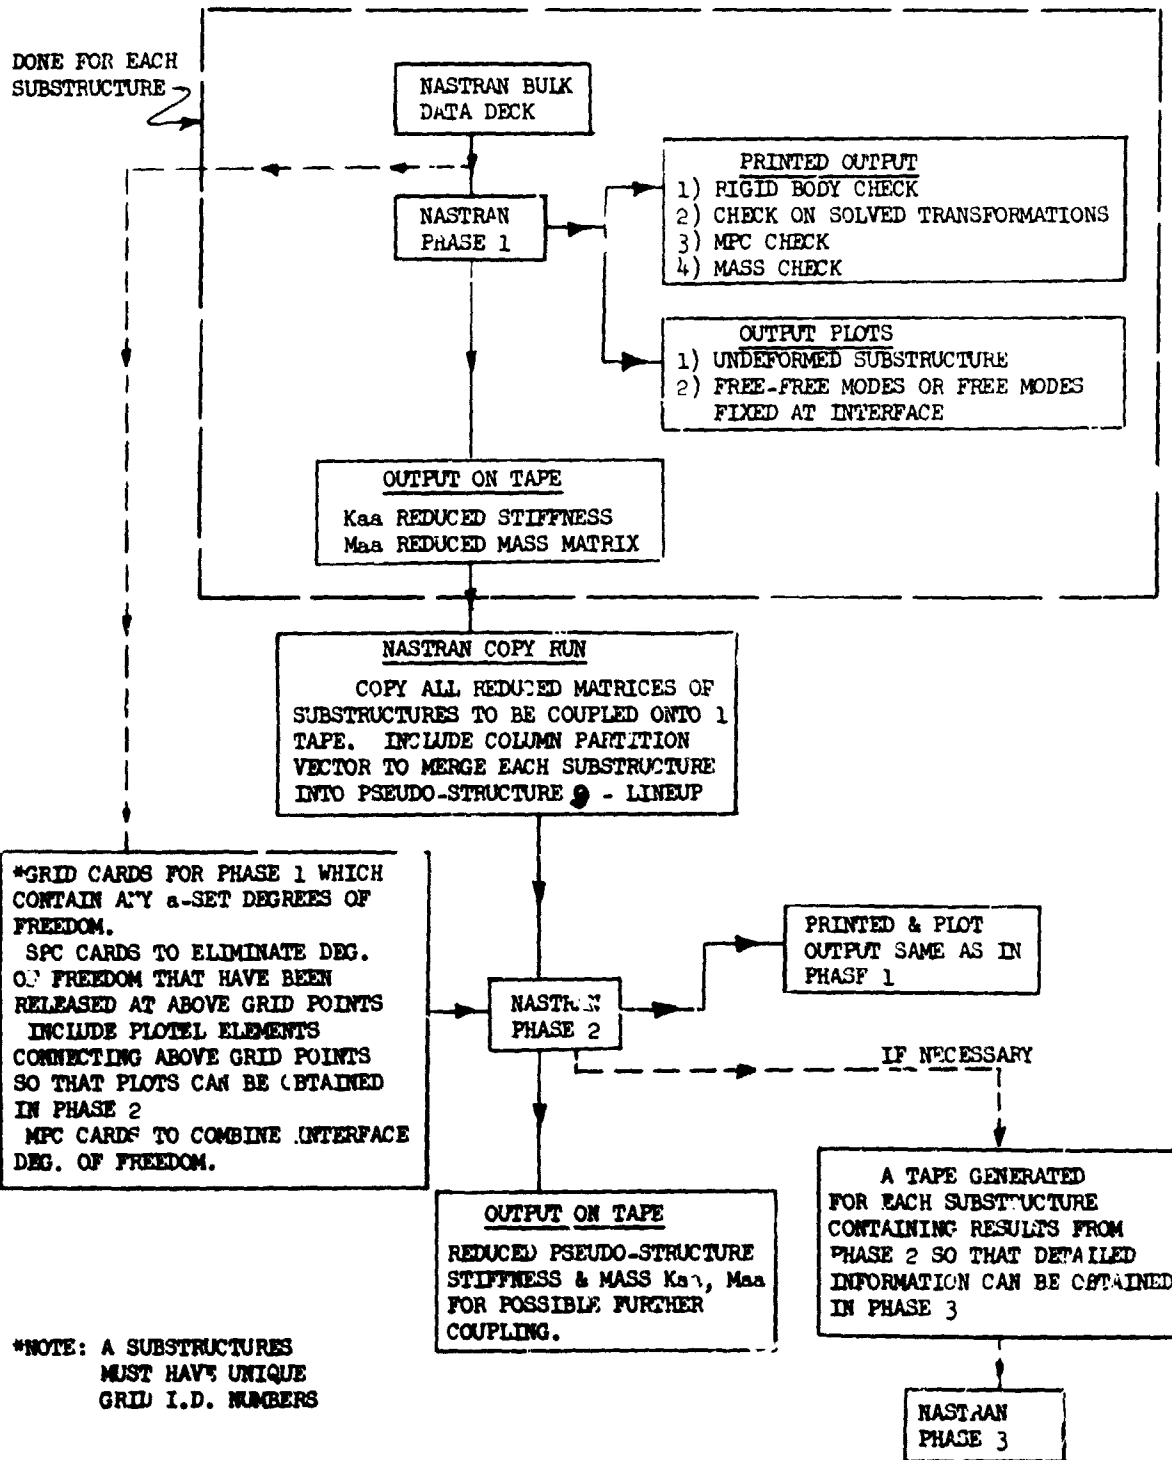 DONE FOR EACH
SUBSTRUCTURE
NASTRAN BULK
DATA DECK
NASTRAN
PHASE 1
PRINTED OUTPUT
1) RIGID BODY CHECK
2) CHECK ON SOLVED TRANSFORMATIONS
3) MPC CHECK
4) MASS CHECK
OUTPUT PLOTS
1) UNDEFORMED SUBSTRUCTURE
2) FREE-FREE MODES OR FREE MODES
FIXED AT INTERFACE
OUTPUT ON TAPE
Kaa REDUCED STIFFNESS
Maa REDUCED MASS MATRIX
NASTRAN COPY RUN
COPY ALL REDUCED MATRICES OF
SUBSTRUCTURES TO BE COUPLED ONTO 1
TAPE. INCLUDE COLUMN PARTITION
VECTOR TO MERGE EACH SUBSTRUCTURE
INTO PSEUDO-STRUCTURE - LINEUP
*GRID CARDS FOR PHASE 1 WHICH
CONTAIN ANY a-SET DEGREES OF
FREEDOM.
SPC CARDS TO ELIMINATE DEG.
OF FREEDOM THAT HAVE BEEN
RELEASED AT ABOVE GRID POINTS
INCLUDE PLOTEL ELEMENTS
CONNECTING ABOVE GRID POINTS
SO THAT PLOTS CAN BE OBTAINED
IN PHASE 2
MPC CARDS TO COMBINE INTERFACE
DEG. OF FREEDOM.
NASTRAN
PHASE 2
PRINTED & PLOT
OUTPUT SAME AS IN
PHASE 1
IF NECESSARY
OUTPUT ON TAPE
REDUCED PSEUDO-STRUCTURE
STIFFNESS & MASS Kaa, Maa
FOR POSSIBLE FURTHER
COUPLING.
A TAPE GENERATED
FOR EACH SUBSTRUCTURE
CONTAINING RESULTS FROM
PHASE 2 SO THAT DETAILED
INFORMATION CAN BE OBTAINED
IN PHASE 3
NASTRAN
PHASE 3
*NOTE: A SUBSTRUCTURES
MUST HAVE UNIQUE
GRID I.D. NUMBERS